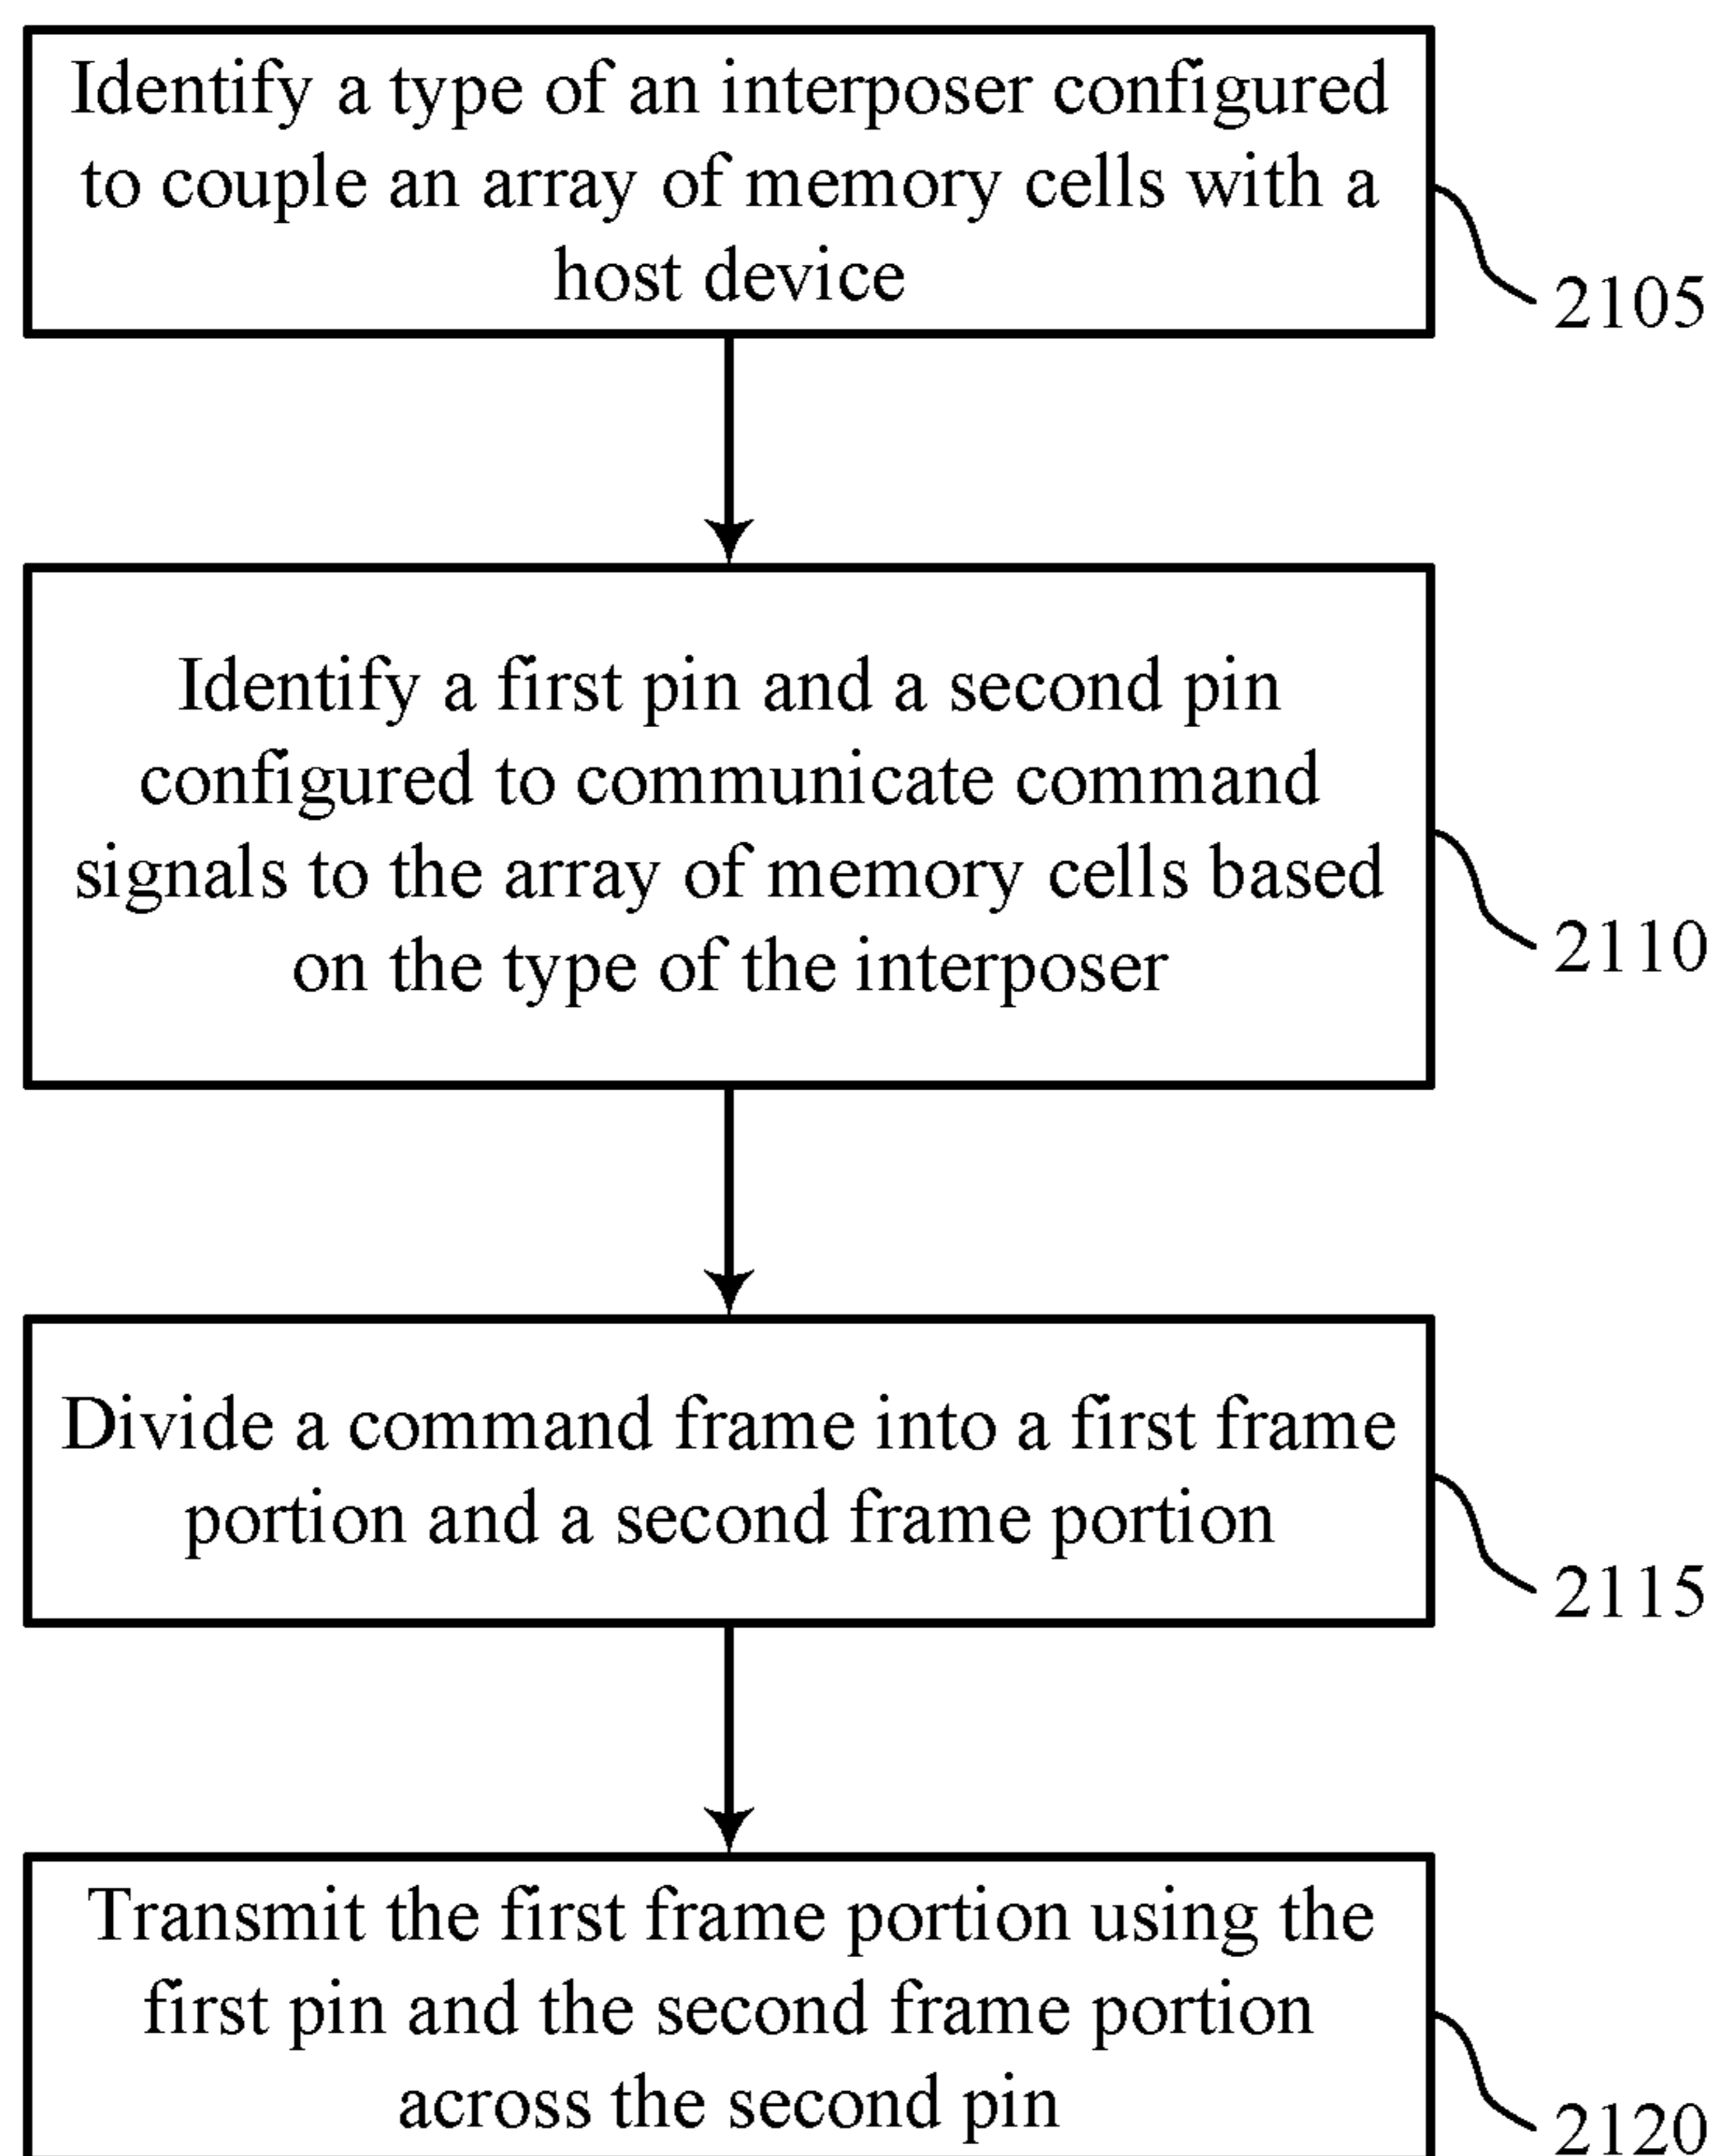 Identify a type of an interposer configured
to couple an array of memory cells with a
host device
2105
Identify a first pin and a second pin
configured to communicate command
signals to the array of memory cells based
on the type of the interposer
2110
Divide a command frame into a first frame
portion and a second frame portion
2115
Transmit the first frame portion using the
first pin and the second frame portion
across the second pin
2120